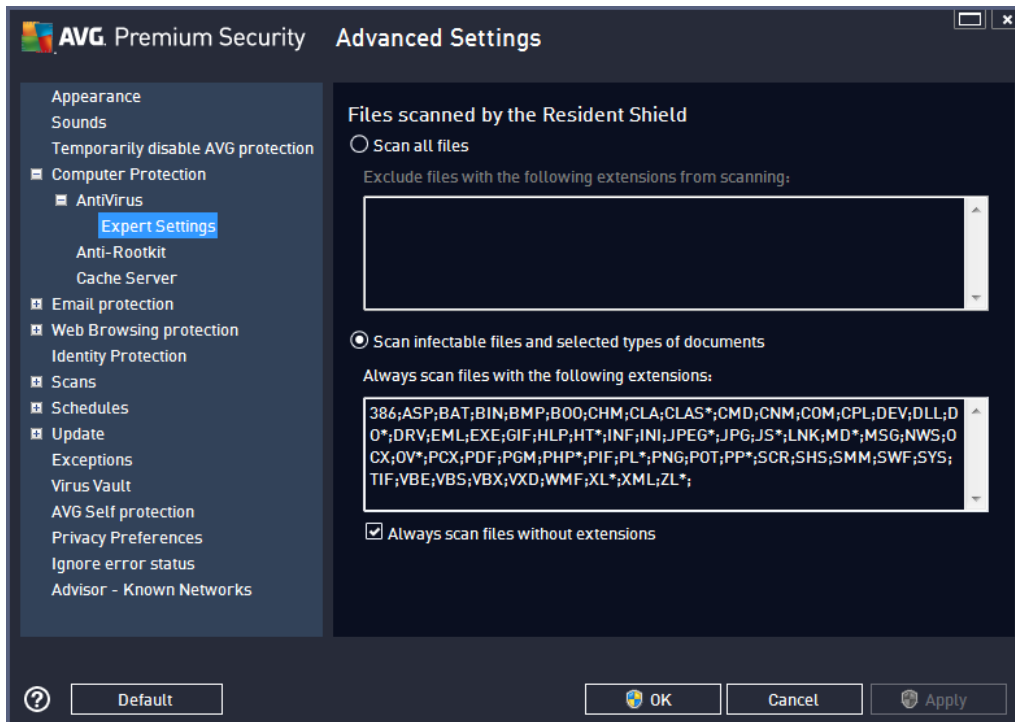 AVG. Premium Security
Advanced Settings
Appearance
Sounds
Temporarily disable AVG protection
Computer Protection
AntiVirus
Expert Settings
Anti-Rootkit
Cache Server
Email protection
Web Browsing protection
Identity Protection
Scans
Schedules
Update
Exceptions
Virus Vault
AVG Self protection
Privacy Preferences
Ignore error status
Advisor - Known Networks
Files scanned by the Resident Shield
Scan all files
Exclude files with the following extensions from scanning:
Scan infectable files and selected types of documents
Always scan files with the following extensions:
386;ASP;BAT;BIN;BMP;BOO;CHM;CLA;CLAS*;CMD;CNM;COM;CPL;DEV;DLL;D
O*;DRV;EML;EXE;GIF;HLP;HT*;INF;INI;JPEG*;JPG;JS*;LNK;MD*;MSG;NWS;O
CX;OV*;PCX;PDF;PGM;PHP*;PIF;PL*;PNG;POT;PP*;SCR;SHS;SMM;SWF;SYS;
TIF;VBE;VBS;VBX;VXD;WMF;XL*;XML;ZL*;
Always scan files without extensions
Default
OK
Cancel
Apply